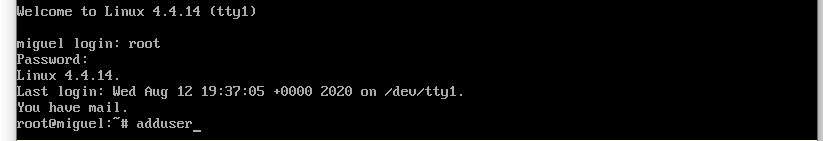 Welcome to Linux 4.4.14 (tty1)
miguel login: root
Password:
Linux 4.4.14.
Last login: Wed Aug 12 19:37:05 +0000 2020 on /dev/tty1.
You have mail.
root@miguel:~# adduser_